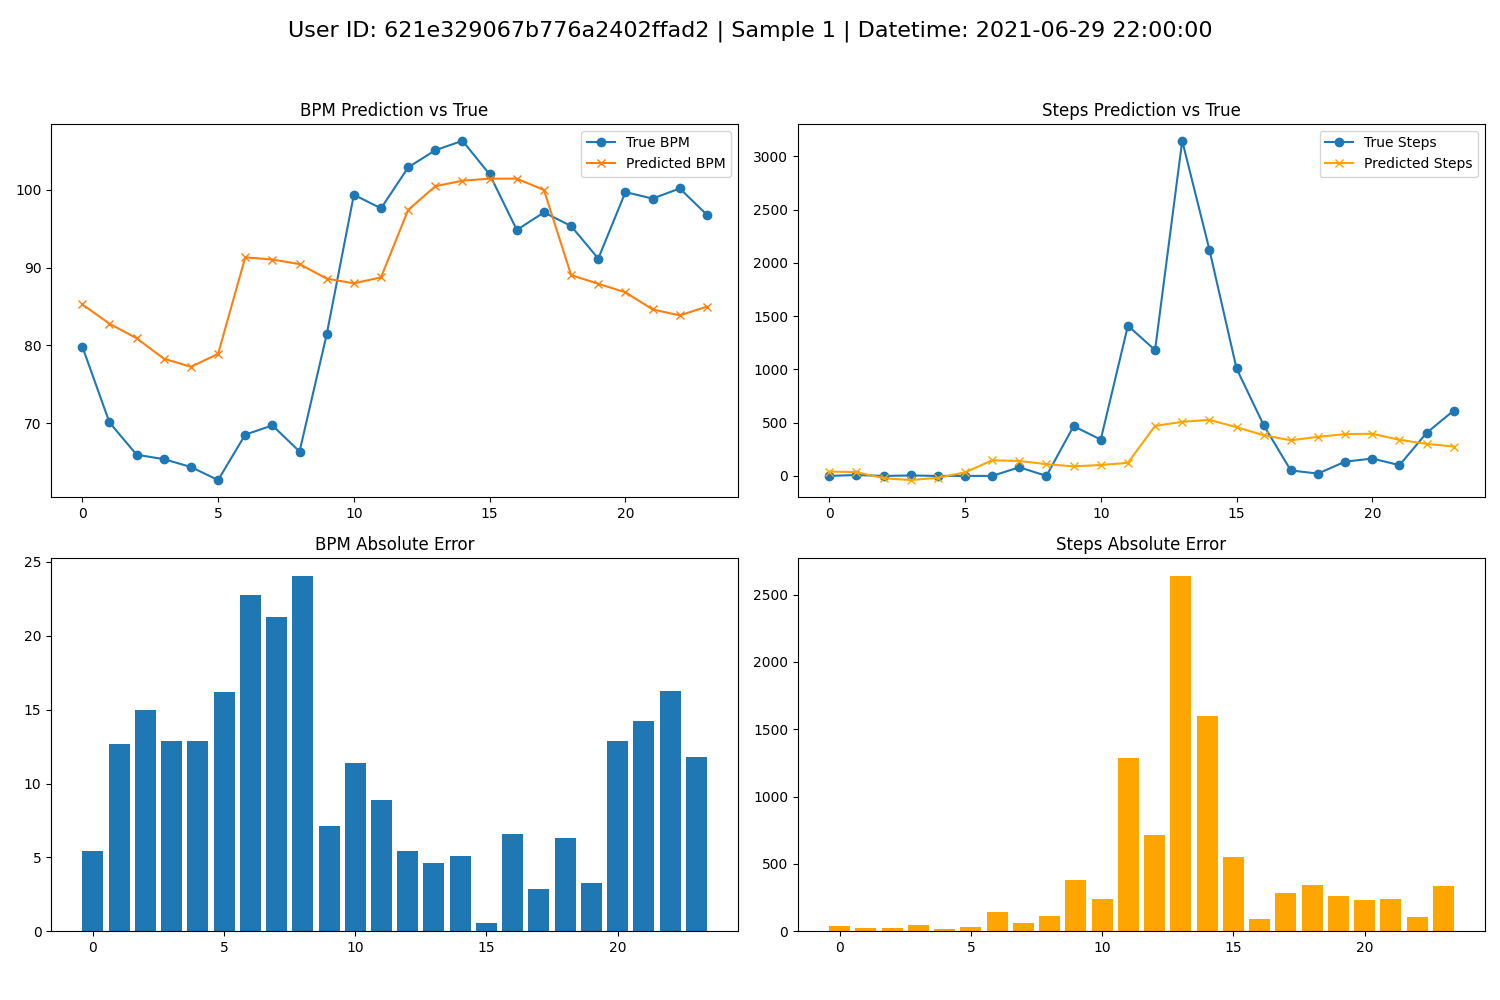 User ID: 621e329067b776a2402ffad2 | Sample 1 | Datetime: 2021-06-29 22:00:00
BPM Prediction vs True
True BPM
Predicted BPM
100
90
80
70
0 5 10 15 20
Steps Prediction vs True
True Steps
Predicted Steps
3000
2500
2000
1500
1000
500
0
0 5 10 15 20
BPM Absolute Error
25
20
15
10
5
0
0 5 10 15 20
Steps Absolute Error
2500
2000
1500
1000
500
0
0 5 10 15 20